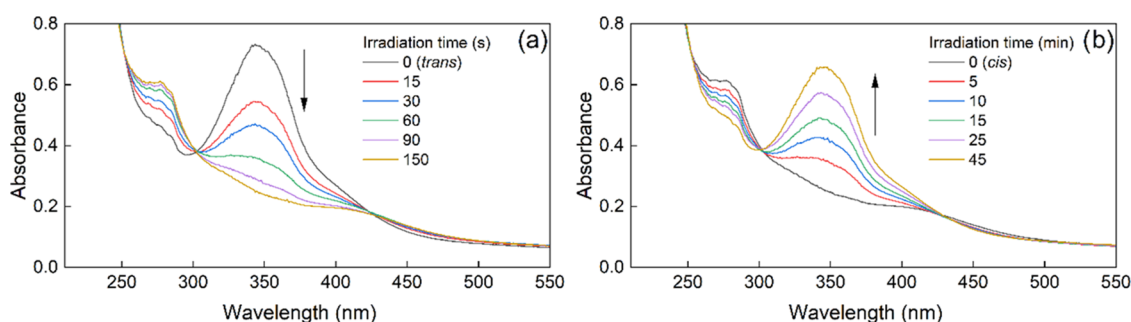 0.8
0.6
0.4
0.2
0.0
Absorbance
210 250 300 350 400 450 500 550
Wavelength (nm)
Irradiation time (s)
0 (trans)
15
30
60
90
150
(a)
0.8
0.6
0.4
0.2
0.0
Absorbance
210 250 300 350 400 450 500 550
Wavelength (nm)
Irradiation time (min)
0 (cis)
5
10
15
25
45
(b)